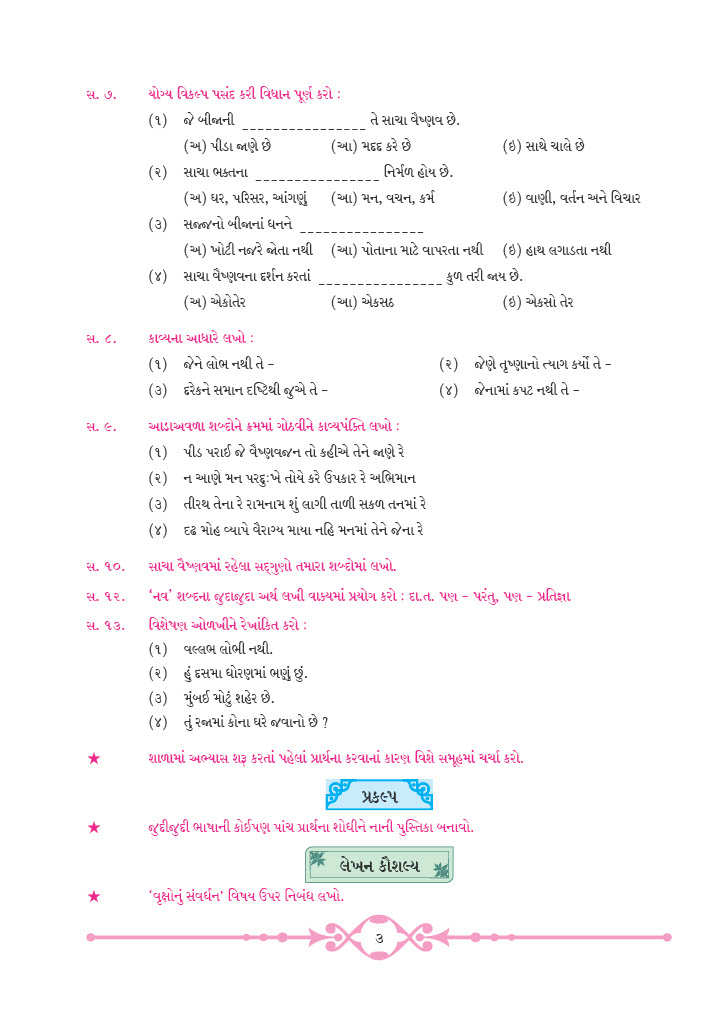 સ. ૭. યોગ્ય વિકલ્પ પસંદ કરી વિધાન પૂર્ણ કરો :
(૧) જે બીજાની ________________ તે સાચા વૈષ્ણવ છે.
(અ) પીડા જાણે છે (આ) મદદ કરે છે (ઇ) સાથે ચાલે છે
(૨) સાચા ભક્તના ________________ નિર્મળ હોય છે.
(અ) ઘર, પરિસર, આંગણું (આ) મન, વચન, કર્મ (ઇ) વાણી, વર્તન અને વિચાર
(૩) સજ્જનો બીજાનાં ધનને ________________
(અ) ખોટી નજરે જોતા નથી (આ) પોતાના માટે વાપરતા નથી (ઇ) હાથ લગાડતા નથી
(૪) સાચા વૈષ્ણવના દર્શન કરતાં ________________ કુળ તરી જાય છે.
(અ) એકોતેર (આ) એકસઠ (ઇ) એકસો તેર
સ. ૮. કાવ્યના આધારે લખો :
(૧) જેને લોભ નથી તે – (૨) જેણે તૃષ્ણાનો ત્યાગ કર્યો તે –
(૩) દરેકને સમાન દષ્ટિથી જુએ તે – (૪) જેનામાં કપટ નથી તે –
સ. ૯. આડાઅવળા શબ્દોને ક્રમમાં ગોઠવીને કાવ્યપંક્તિ લખો :
(૧) પીડ પરાઈ જે વૈષ્ણવજન તો કહીએ તેને જાણે રે
(૨) ન આણે મન પરદુઃખે તોયે કરે ઉપકાર રે અભિમાન
(૩) તીરથ તેના રે રામનામ શું લાગી તાળી સકળ તનમાં રે
(૪) દઢ મોહ વ્યાપે વૈરાગ્ય માયા નહિ મનમાં તેને જેના રે
સ. ૧૦. સાચા વૈષ્ણવમાં રહેલા સદ્ગુણો તમારા શબ્દોમાં લખો.
સ. ૧૨. ‘નવ’ શબ્દના જુદાજુદા અર્થ લખી વાક્યમાં પ્રયોગ કરો : દા.ત. પણ – પરંતુ, પણ – પ્રતિજ્ઞા
સ. ૧૩. વિશેષણ ઓળખીને રેખાંકિત કરો :
(૧) વલ્લભ લોભી નથી.
(૨) હું દસમા ધોરણમાં ભણું છું.
(૩) મુંબઈ મોટું શહેર છે.
(૪) તું રજામાં કોના ઘરે જવાનો છે ?
★ શાળામાં અભ્યાસ શરૂ કરતાં પહેલાં પ્રાર્થના કરવાનાં કારણ વિશે સમૂહમાં ચર્ચા કરો.
પ્રકલ્પ
★ જુદીજુદી ભાષાની કોઈપણ પાંચ પ્રાર્થના શોધીને નાની પુસ્તિકા બનાવો.
લેખન કૌશલ્ય
★ ‘વૃક્ષોનું સંવર્ધન’ વિષય ઉપર નિબંધ લખો.
૩